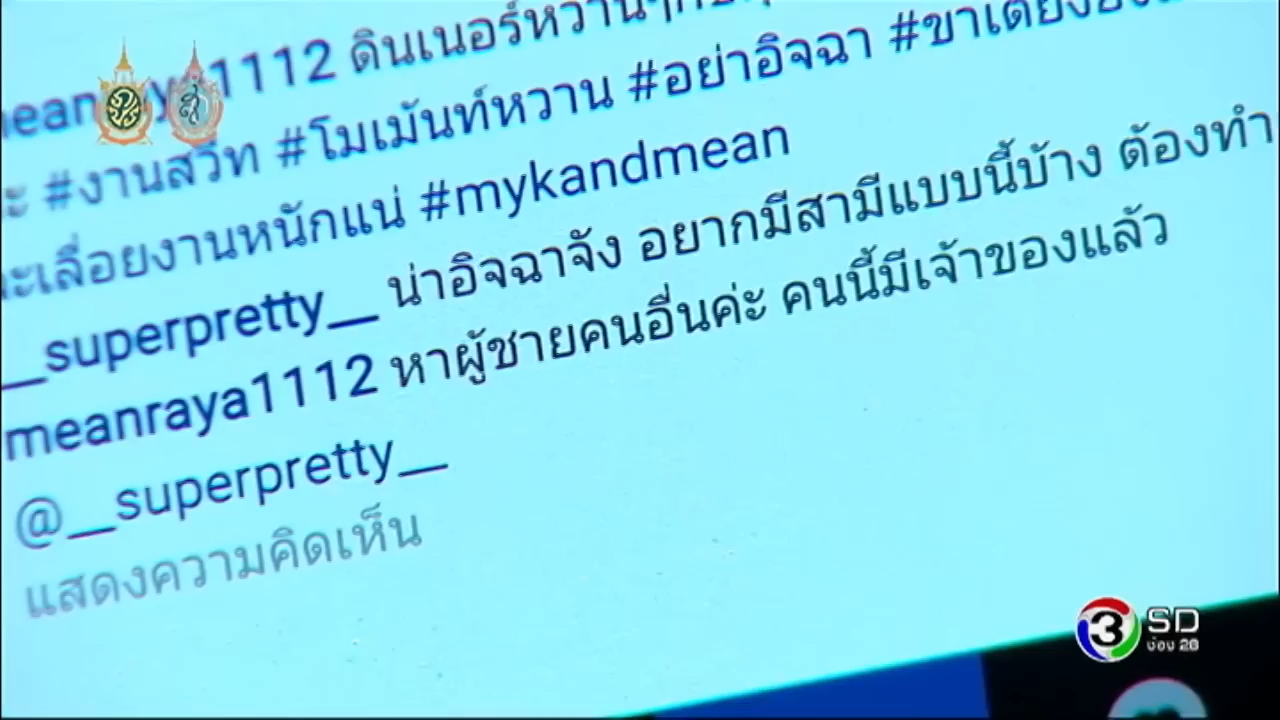 1112 ดินเนอร์หวานๆ
#งานสวีท #โมเม้นท์หวาน #อย่าอิจฉา
เลื่อยงานหนักแน่ #mykandmean
__superpretty__ น่าอิจฉาจัง อยากมีสามีแบบนี้บ้าง ต้องทำ
meanraya1112 หาผู้ชายคนอื่นค่ะ คนนี้มีเจ้าของแล้ว
@__superpretty__
แสดงความคิดเห็น
3 SD
ช่อง 28